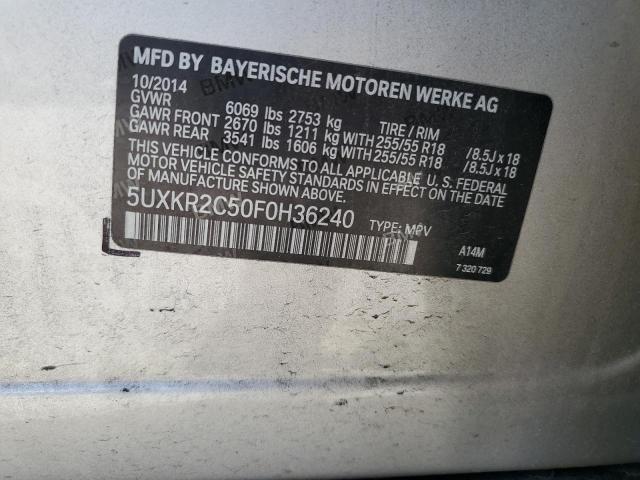 MFD BY BAYERISCHE MOTOREN WERKE AG
10/2014
GVWR 6069 lbs 2753 kg TIRE / RIM
GAWR FRONT 2670 lbs 1211 kg WITH 255/55 R18 /8.5J x 18
GAWR REAR 3541 lbs 1606 kg WITH 255/55 R18 /8.5J x 18
THIS VEHICLE CONFORMS TO ALL APPLICABLE U.S. FEDERAL
MOTOR VEHICLE SAFETY STANDARDS IN EFFECT ON THE DATE OF
MANUFACTURE SHOWN ABOVE.
5UXKR2C50F0H36240 TYPE: MPV
A14M
7 320 729